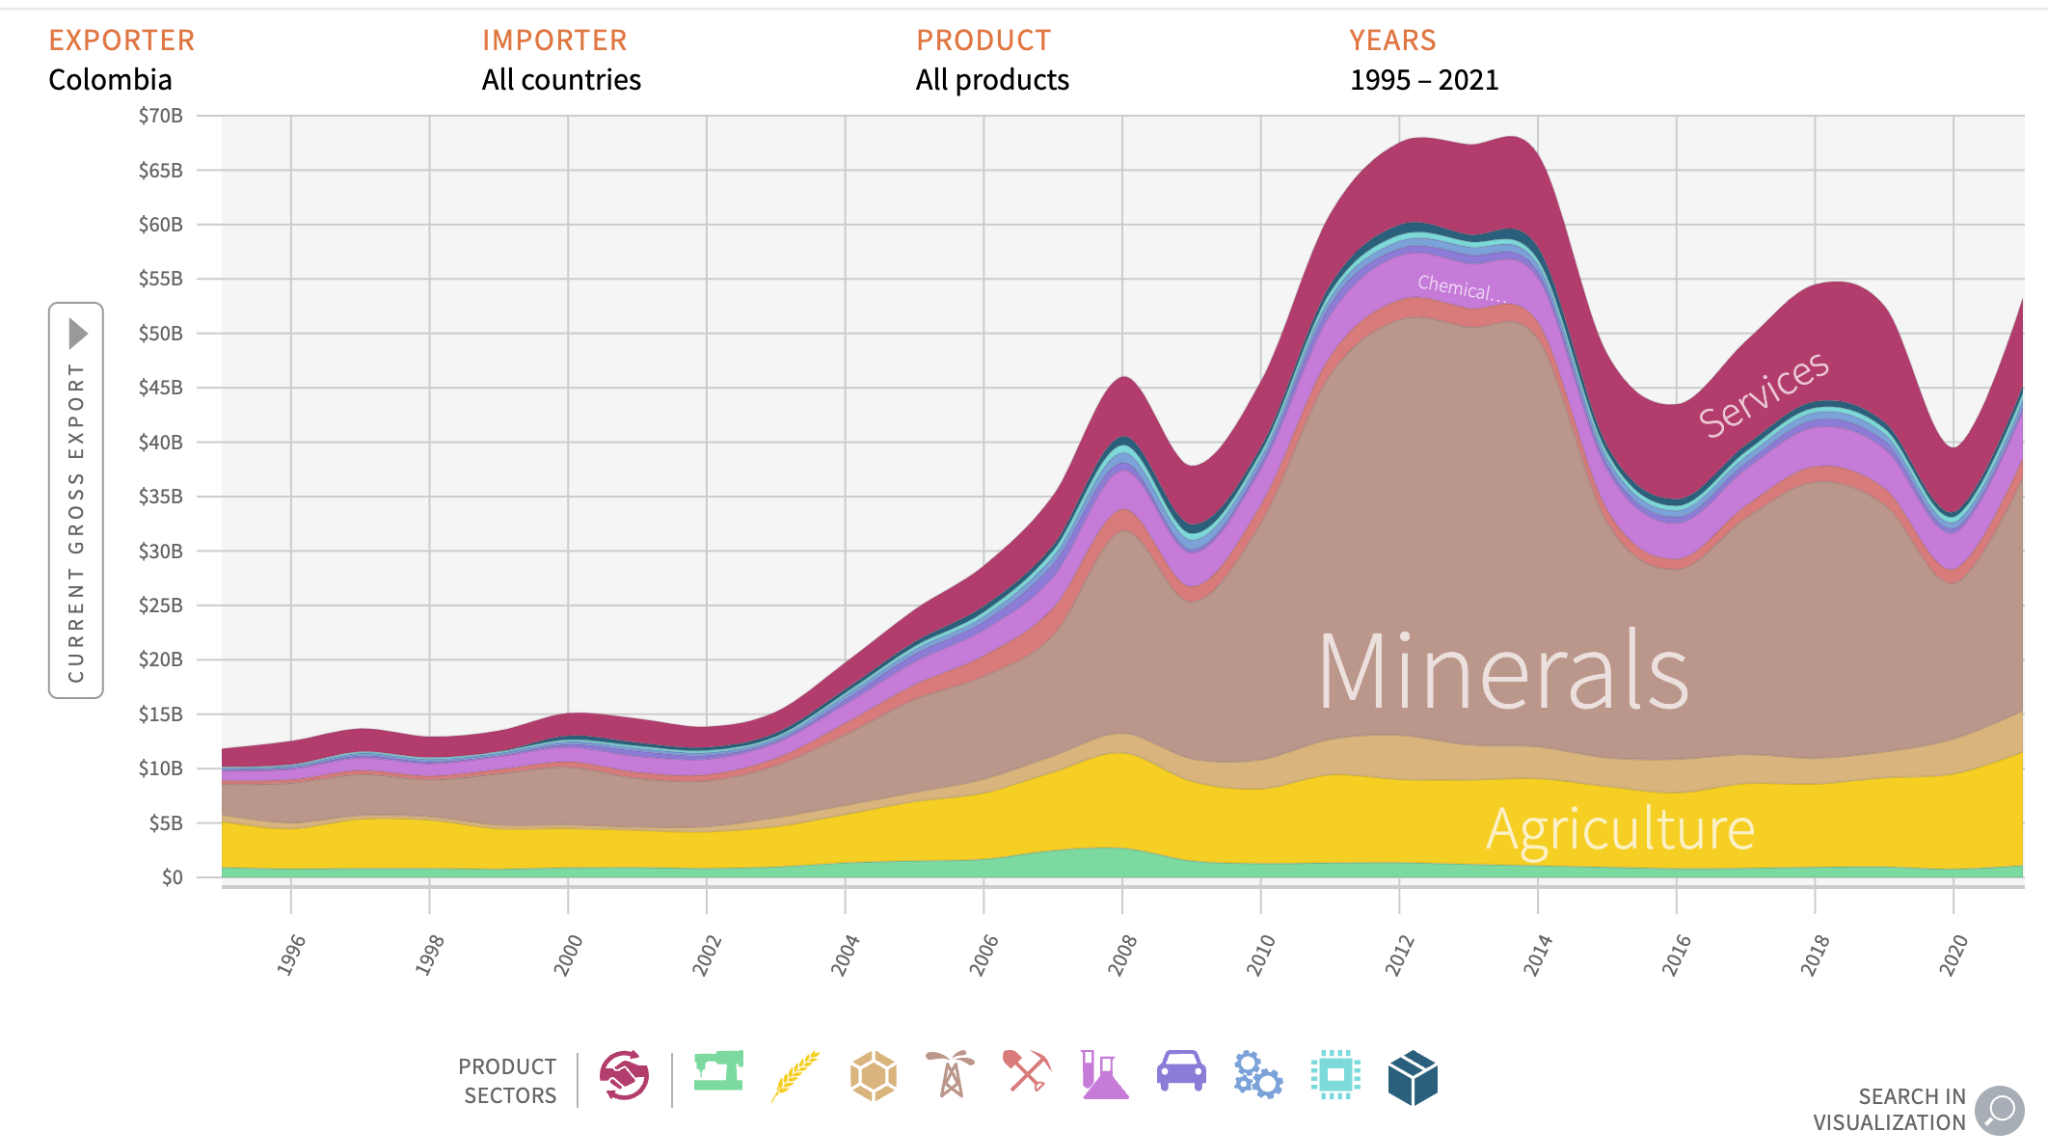 EXPORTER
Colombia
IMPORTER
All countries
PRODUCT
All products
YEARS
1995 – 2021
CURRENT GROSS EXPORT
$70B
$65B
$60B
$55B
$50B
$45B
$40B
$35B
$30B
$25B
$20B
$15B
$10B
$5B
$0
Chemical...
Services
Minerals
Agriculture
1996
1998
2000
2002
2004
2006
2008
2010
2012
2014
2016
2018
2020
PRODUCT
SECTORS
SEARCH IN
VISUALIZATION